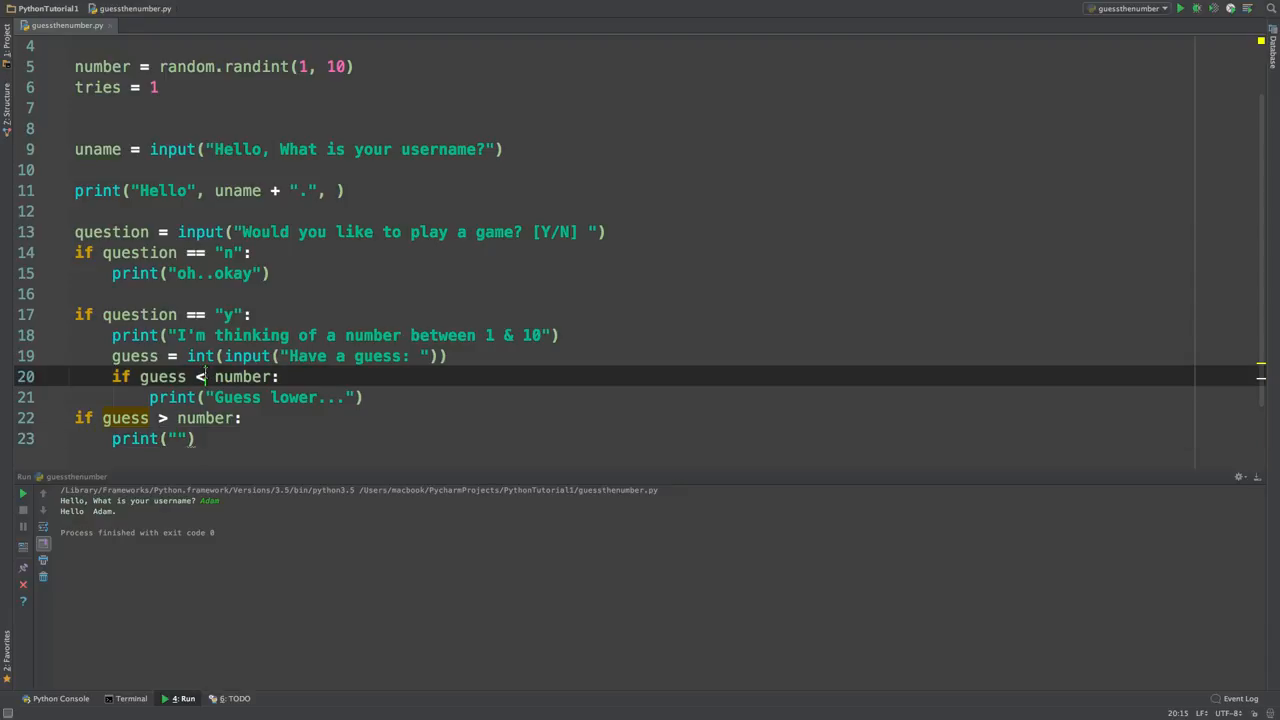 PythonTutorial1 guessthenumber.py guessthenumber
guessthenumber.py
1: Project
Z: Structure
2: Favorites
Database
4
5 number = random.randint(1, 10)
6 tries = 1
7
8
9 uname = input("Hello, What is your username?")
10
11 print("Hello", uname + ".", )
12
13 question = input("Would you like to play a game? [Y/N] ")
14 if question == "n":
15 print("oh..okay")
16
17 if question == "y":
18 print("I'm thinking of a number between 1 & 10")
19 guess = int(input("Have a guess: "))
20 if guess < number:
21 print("Guess lower...")
22 if guess > number:
23 print("")
Run guessthenumber
/Library/Frameworks/Python.framework/Versions/3.5/bin/python3.5 /Users/macbook/PycharmProjects/PythonTutorial1/guessthenumber.py
Hello, What is your username? Adam
Hello  Adam.
Process finished with exit code 0
Python Console Terminal 4: Run 6: TODO Event Log
20:15 LF÷ UTF-8÷